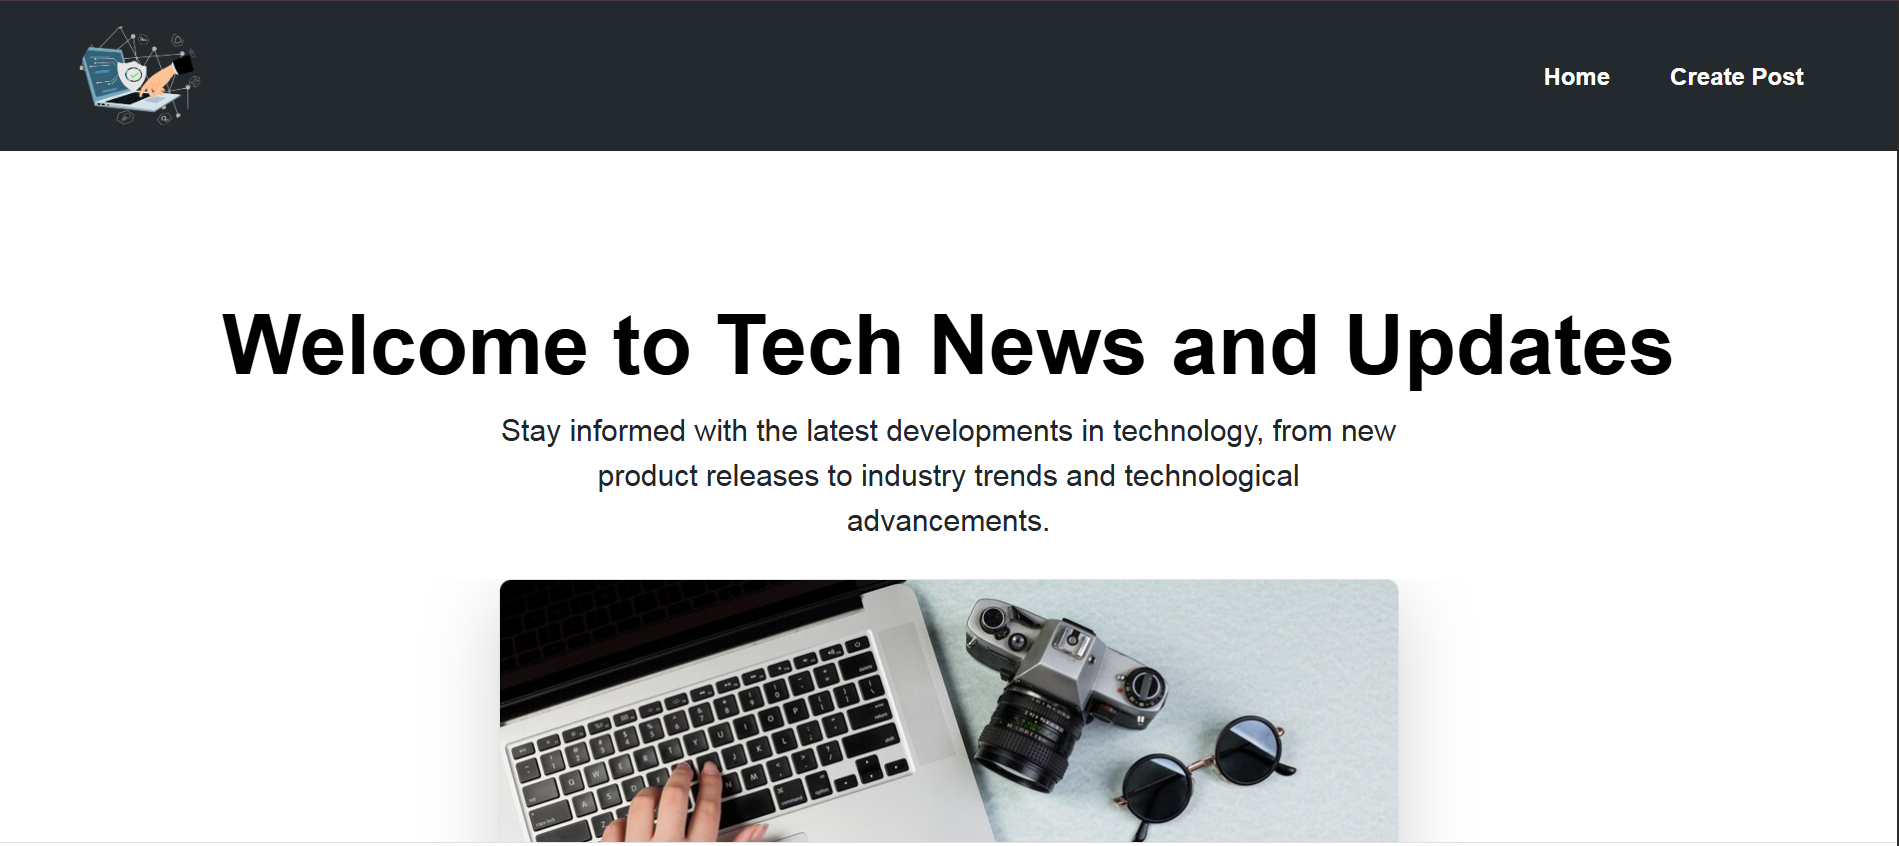 Home
Create Post
Welcome to Tech News and Updates
Stay informed with the latest developments in technology, from new
product releases to industry trends and technological
advancements.